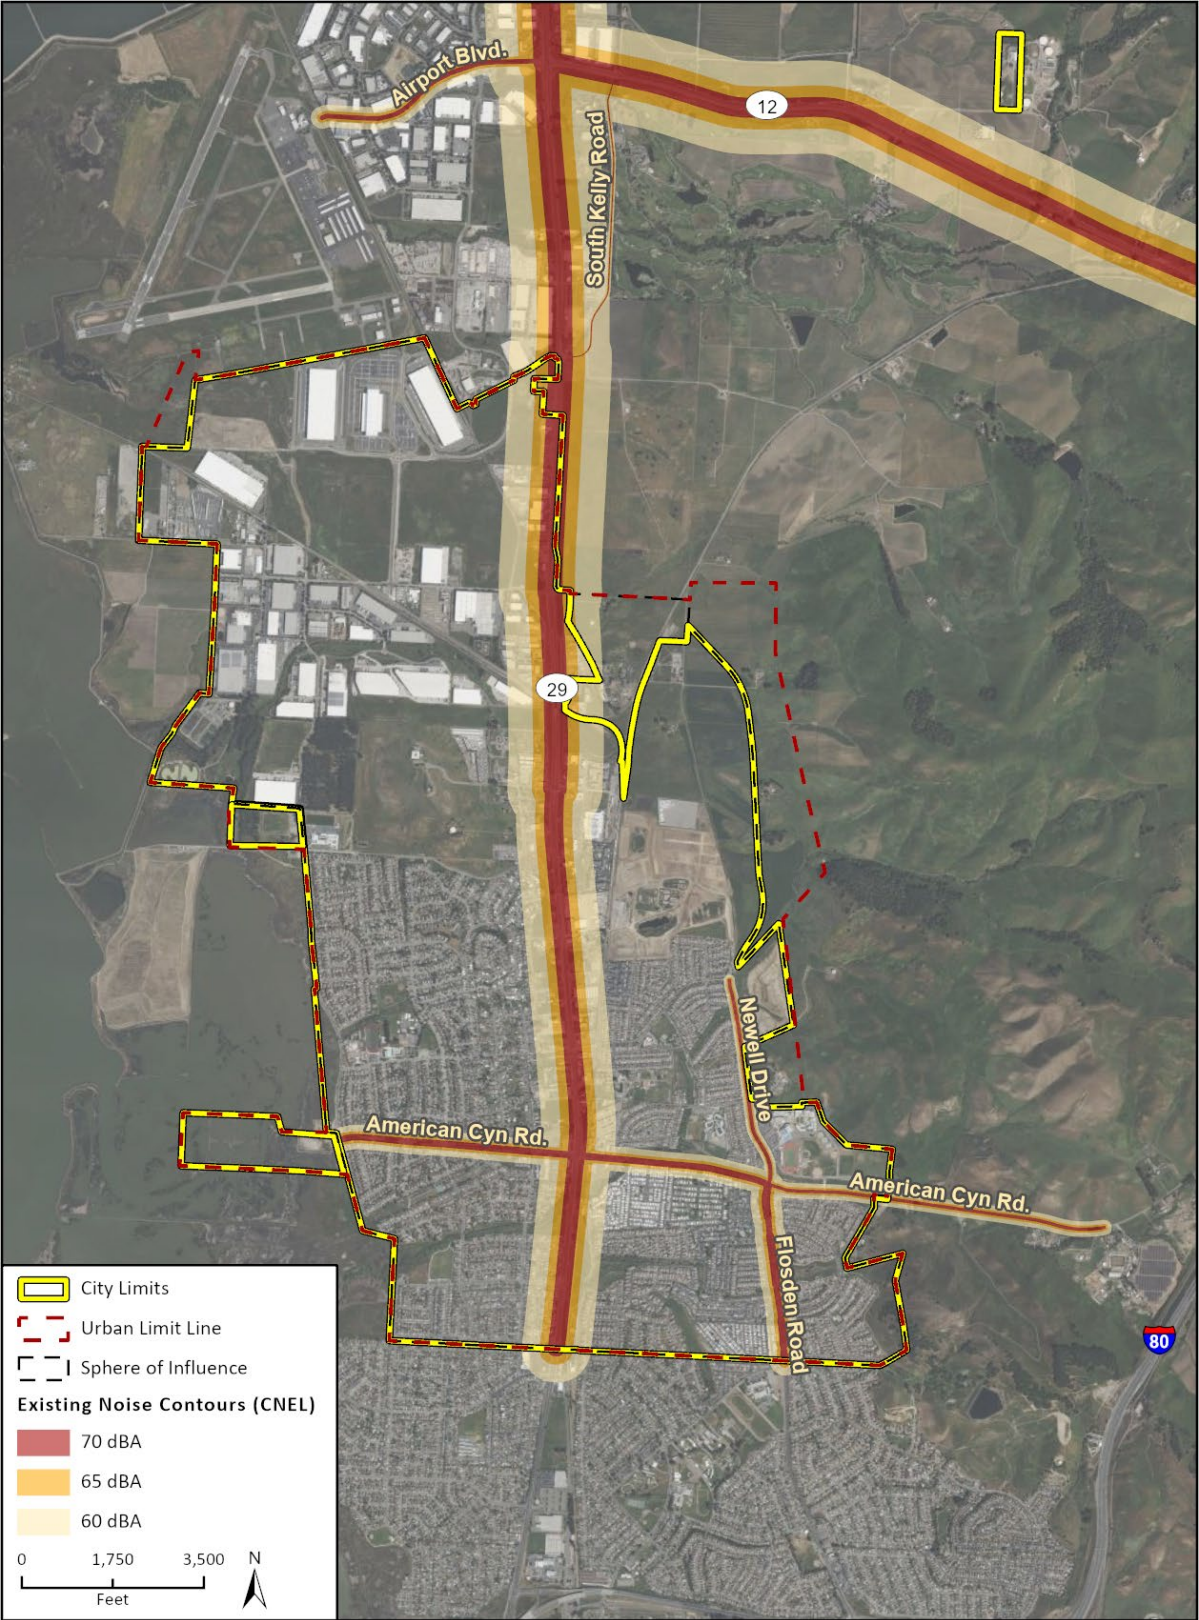 Airport Blvd.
12
South Kelly Road
29
Newell Drive
American Cyn Rd.
American Cyn Rd.
Flosden Road
80
City Limits
Urban Limit Line
Sphere of Influence
Existing Noise Contours (CNEL)
70 dBA
65 dBA
60 dBA
0 1,750 3,500 N
Feet